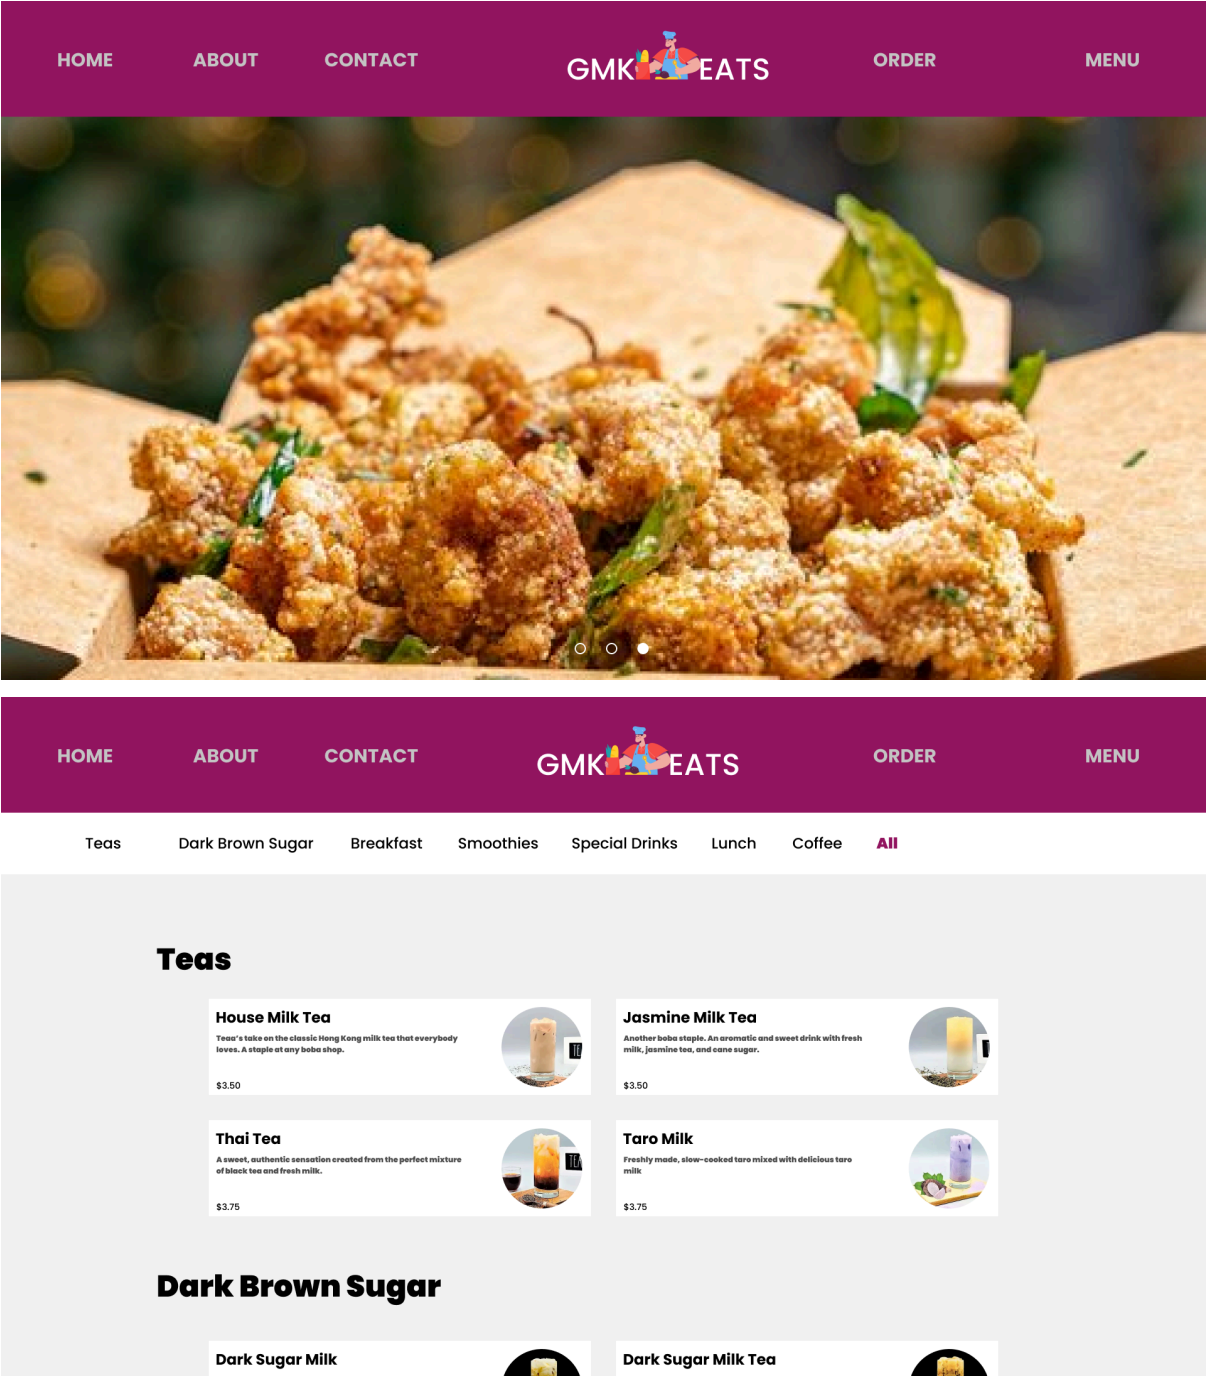 HOME ABOUT CONTACT GMK EATS ORDER MENU
HOME ABOUT CONTACT GMK EATS ORDER MENU
Teas Dark Brown Sugar Breakfast Smoothies Special Drinks Lunch Coffee All
Teas
House Milk Tea
Teaa's take on the classic Hong Kong milk tea that everybody
loves. A staple at any boba shop.
$3.50
Jasmine Milk Tea
Another boba staple. An aromatic and sweet drink with fresh
milk, jasmine tea, and cane sugar.
$3.50
Thai Tea
A sweet, authentic sensation created from the perfect mixture
of black tea and fresh milk.
$3.75
Taro Milk
Freshly made, slow-cooked taro mixed with delicious taro
milk
$3.75
Dark Brown Sugar
Dark Sugar Milk
Dark Sugar Milk Tea